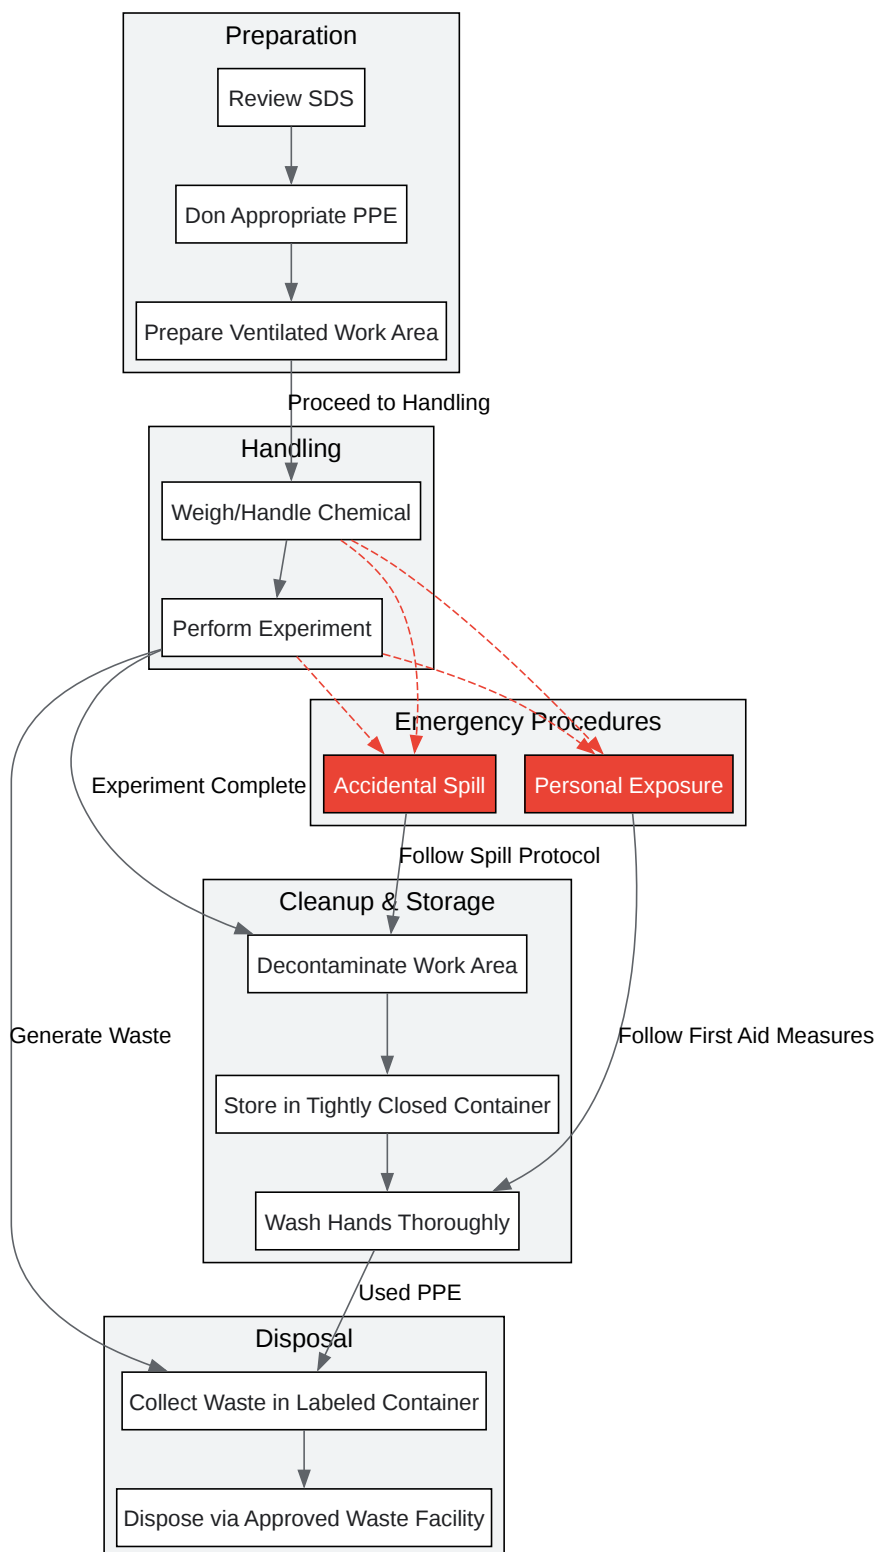 Preparation
Review SDS
Don Appropriate PPE
Prepare Ventilated Work Area
Proceed to Handling
Handling
Weigh/Handle Chemical
Perform Experiment
Emergency Procedures
Accidental Spill
Personal Exposure
Experiment Complete
Follow Spill Protocol
Cleanup & Storage
Decontaminate Work Area
Generate Waste
Follow First Aid Measures
Store in Tightly Closed Container
Wash Hands Thoroughly
Used PPE
Disposal
Collect Waste in Labeled Container
Dispose via Approved Waste Facility